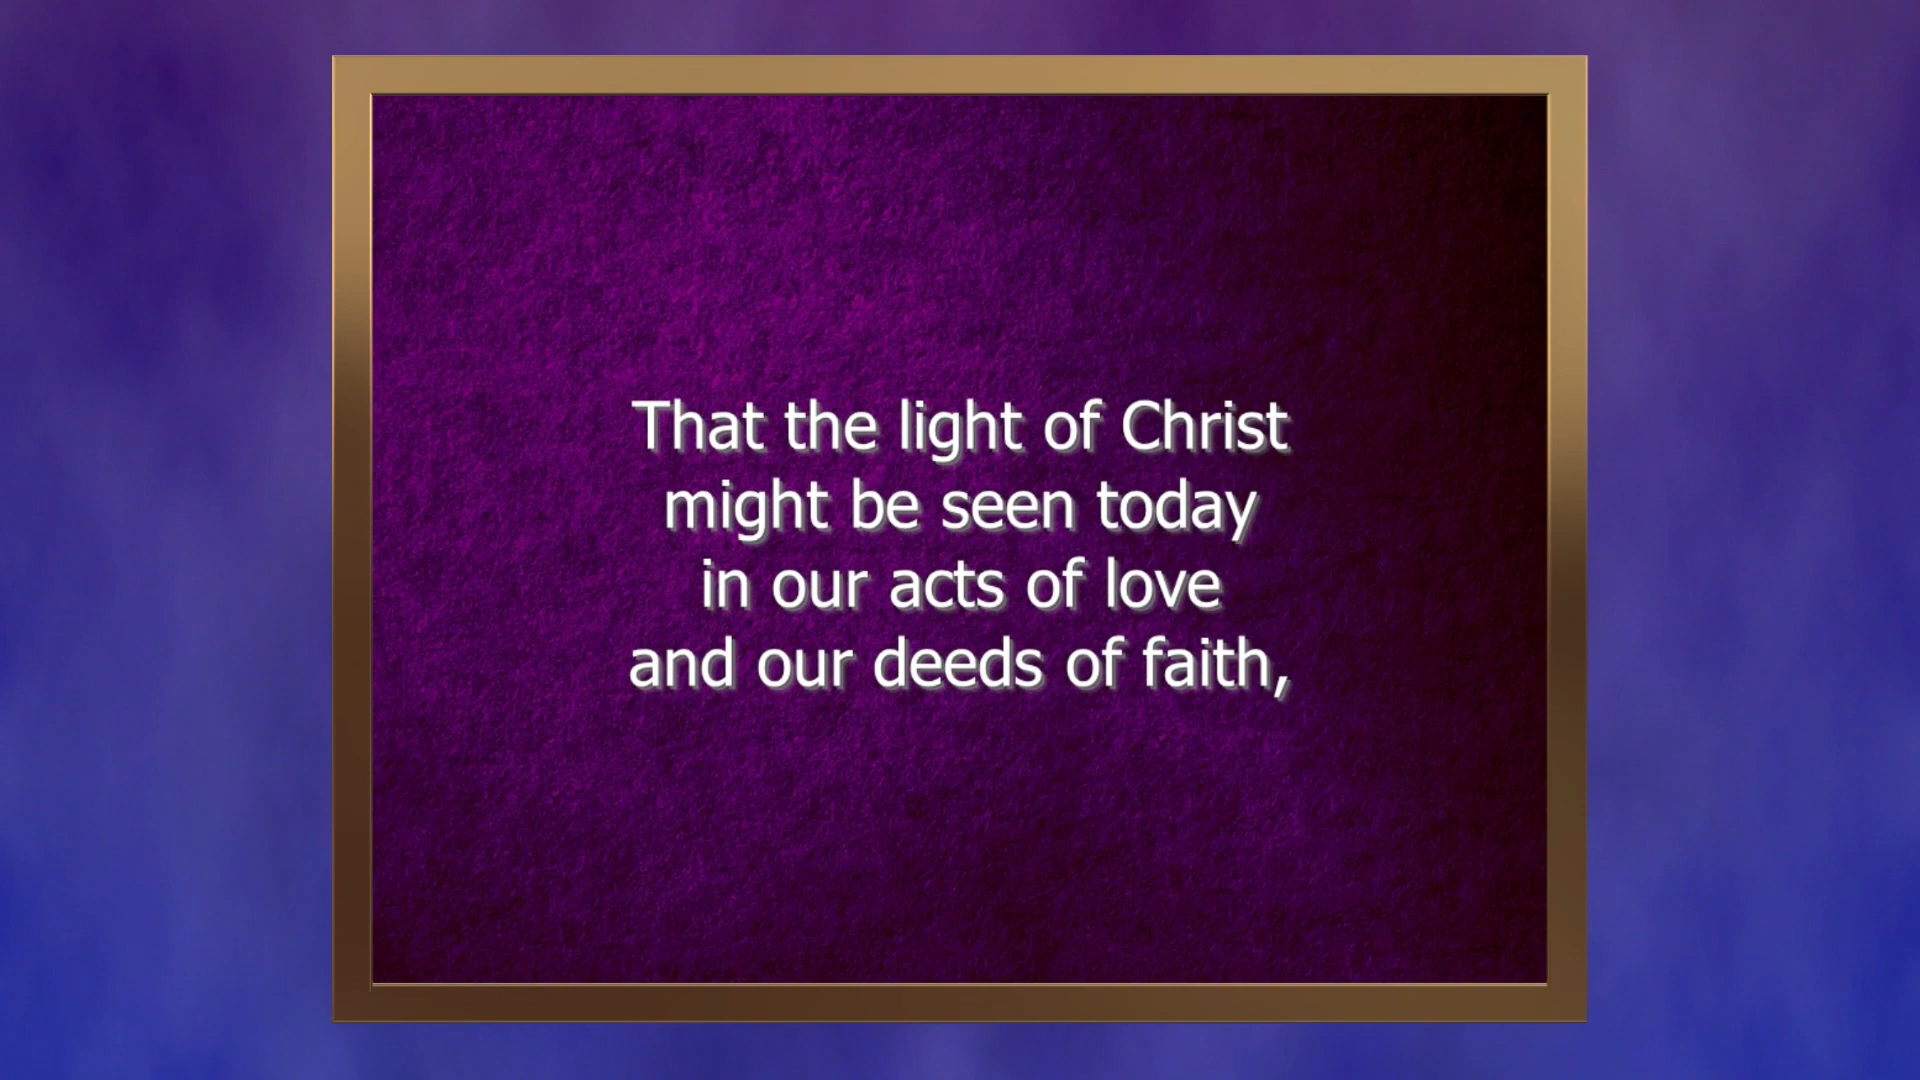 That the light of Christ
might be seen today
in our acts of love
and our deeds of faith,